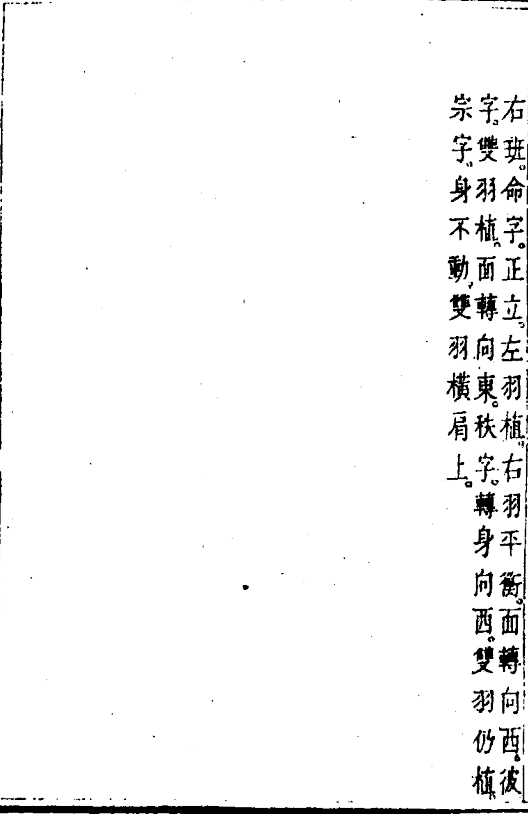 右班。命字。正立。左羽植。右羽平衡。面轉向西。彼
字。雙羽植。面轉向東。秩字。轉身向西。雙羽仍植。
宗字。身不動。雙羽橫肩上。